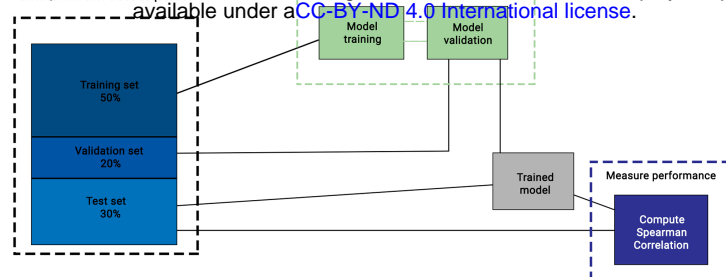 available under aCC-BY-ND 4.0 International license.
Model
training
Model
validation
Training set
50%
Validation set
20%
Test set
30%
Trained
model
Measure performance
Compute
Spearman
Correlation